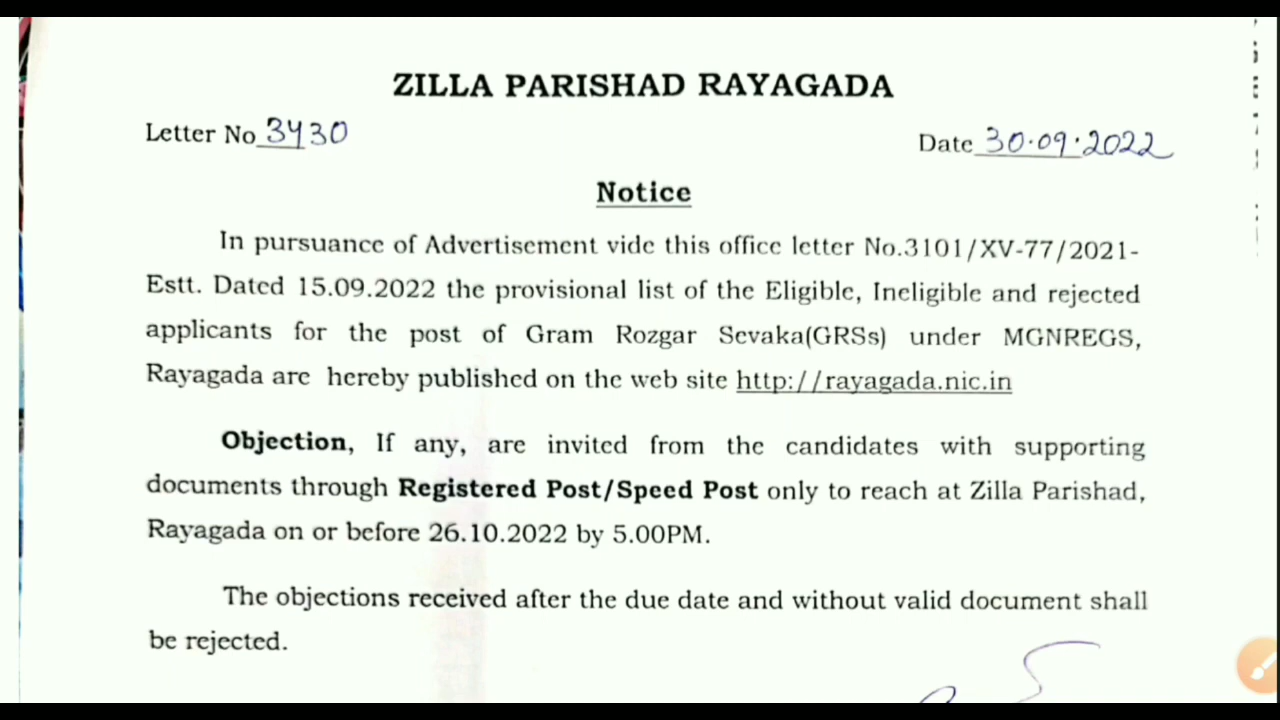 ZILLA PARISHAD RAYAGADA
Letter No 3430
Date 30.09.2022
Notice
In pursuance of Advertisement vide this office letter No.3101/XV-77/2021-
Estt. Dated 15.09.2022 the provisional list of the Eligible, Ineligible and rejected
applicants for the post of Gram Rozgar Sevaka(GRSs) under MGNREGS,
Rayagada are hereby published on the web site http://rayagada.nic.in
Objection, If any, are invited from the candidates with supporting
documents through Registered Post/Speed Post only to reach at Zilla Parishad,
Rayagada on or before 26.10.2022 by 5.00PM.
The objections received after the due date and without valid document shall
be rejected.